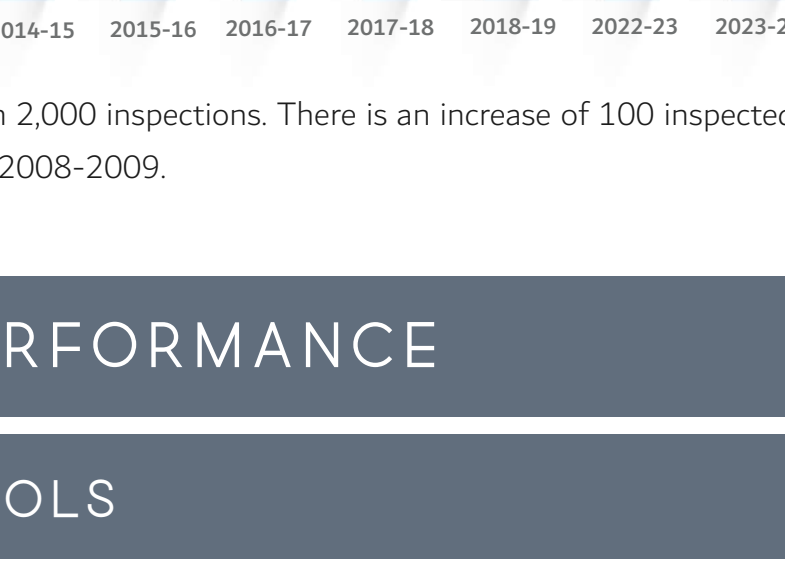 014-15 2015-16 2016-17 2017-18 2018-19 2022-23 2023-2
n 2,000 inspections. There is an increase of 100 inspected
2008-2009.
RFORMANCE
OLS